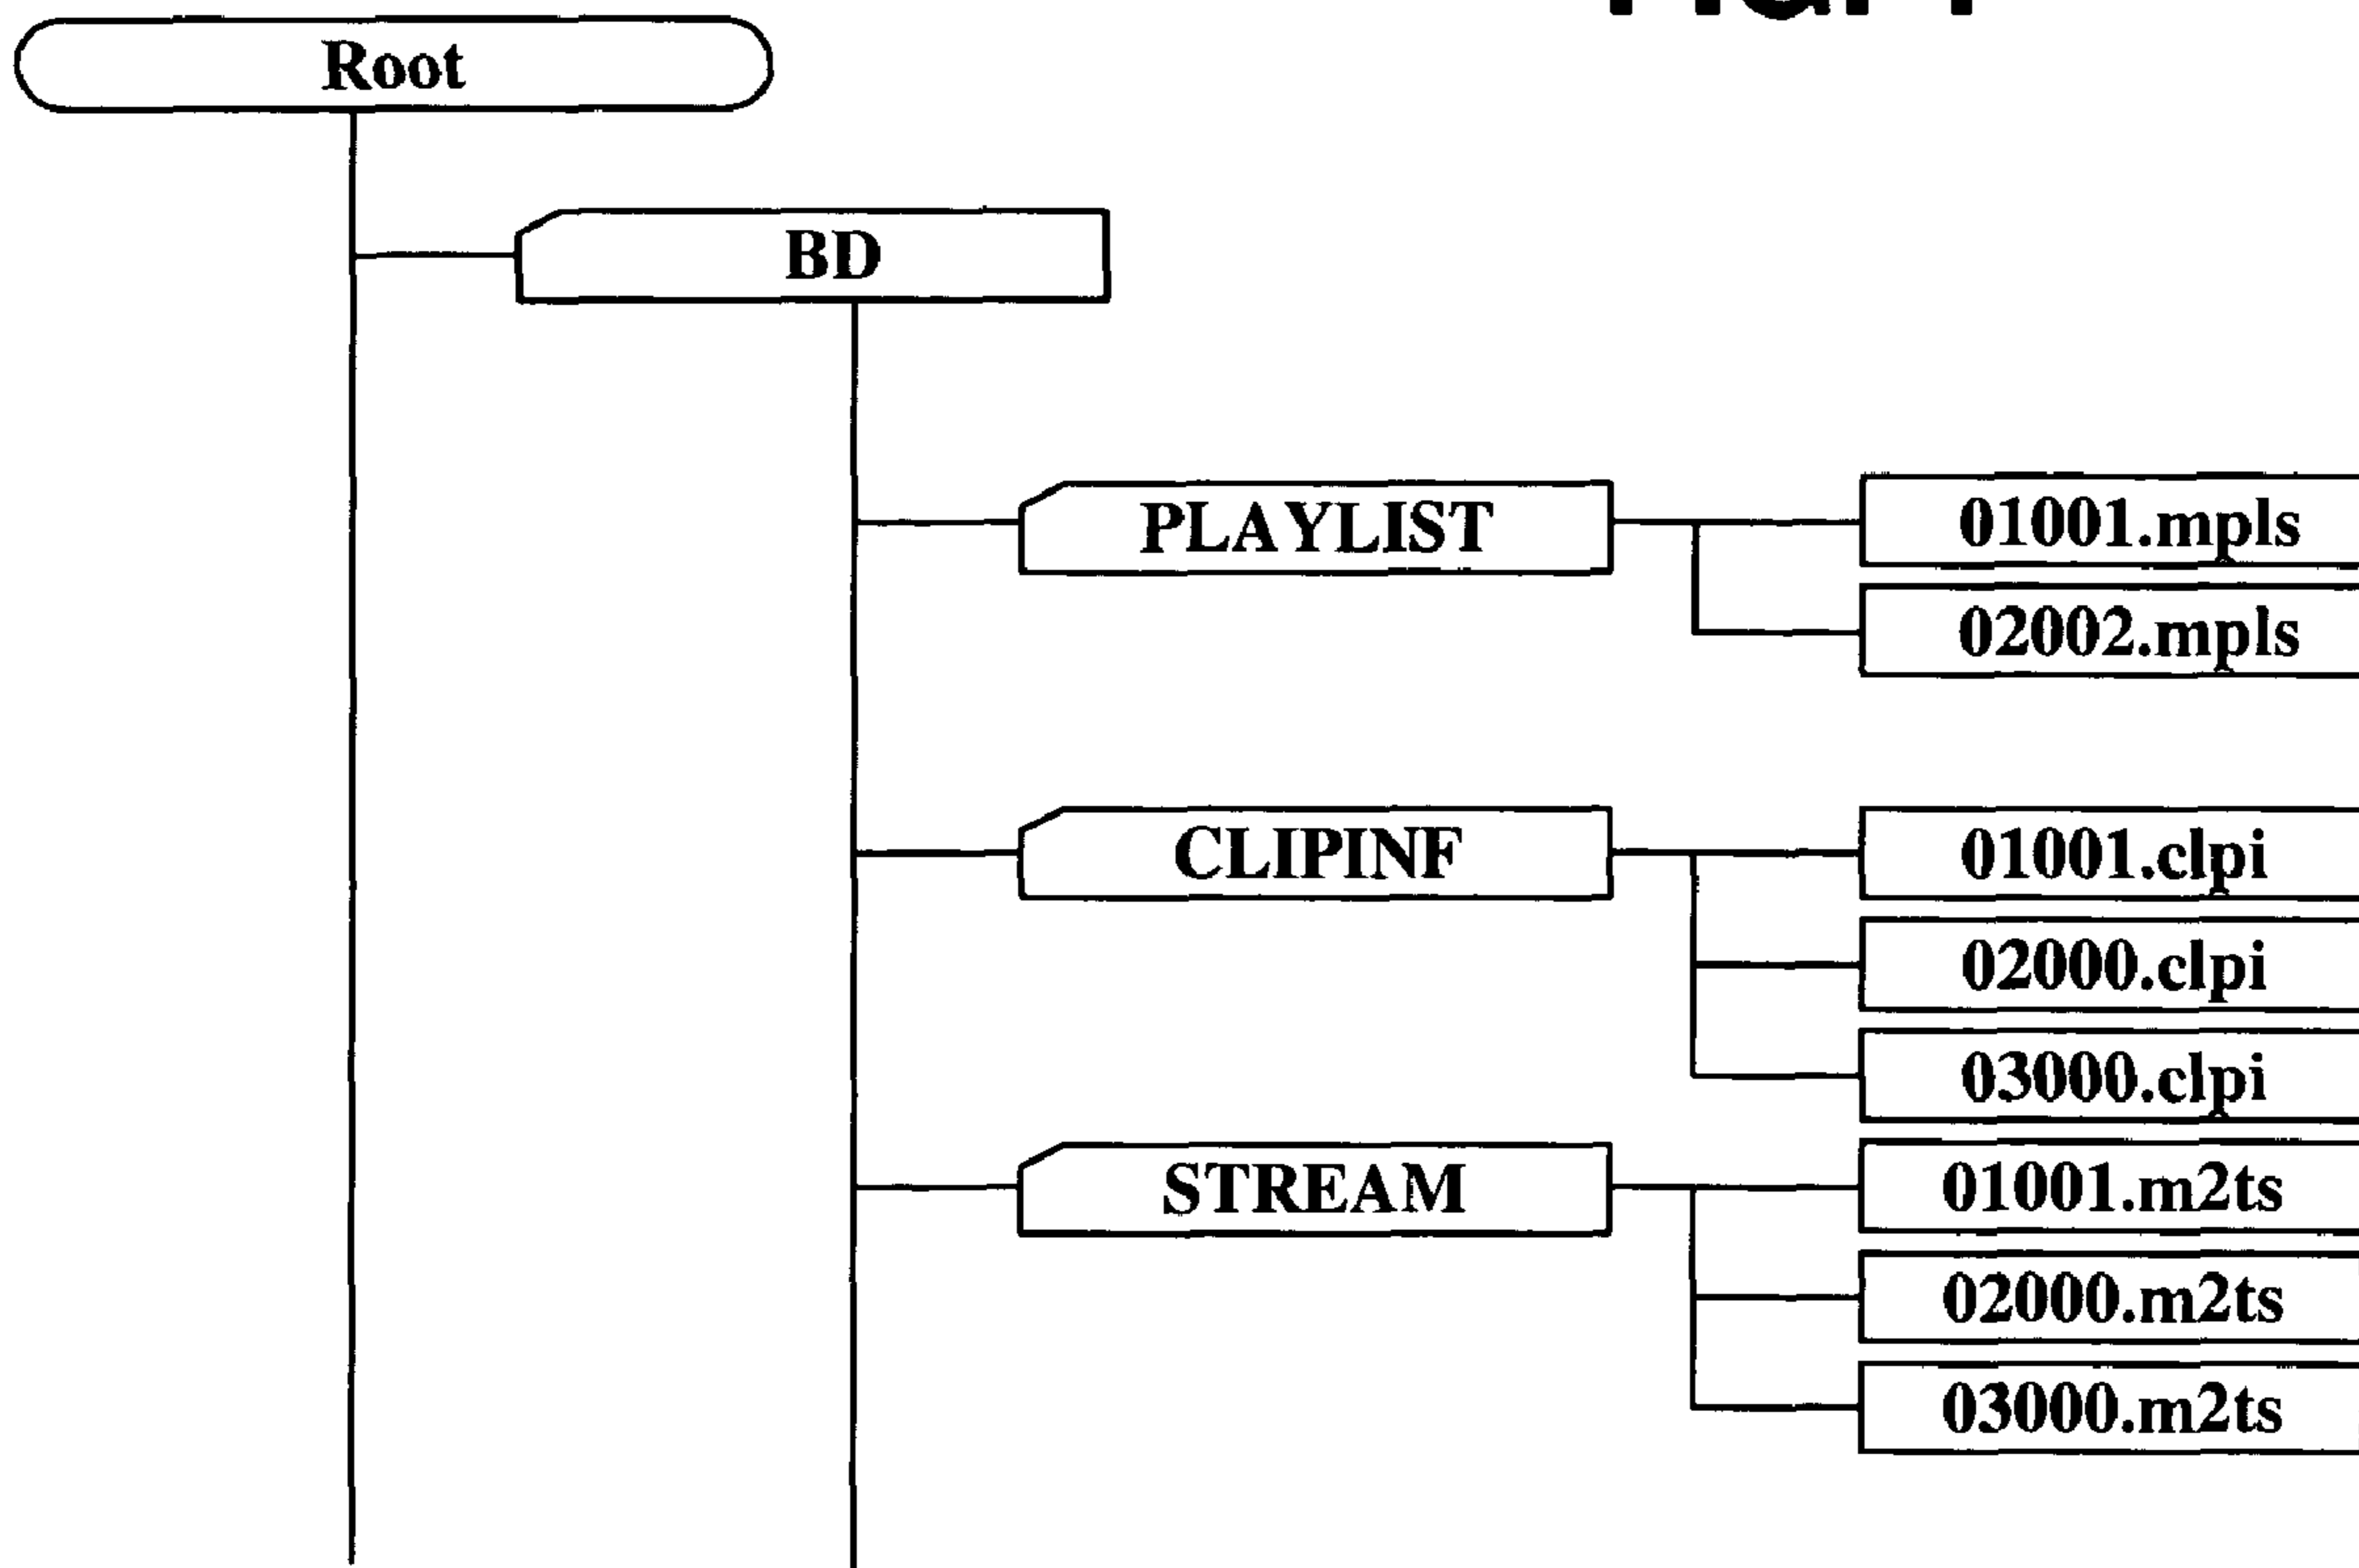 Root
BD
PLAYLIST
01001.mpls
02002.mpls
CLIPINF
01001.clpi
02000.clpi
03000.clpi
STREAM
01001.m2ts
02000.m2ts
03000.m2ts